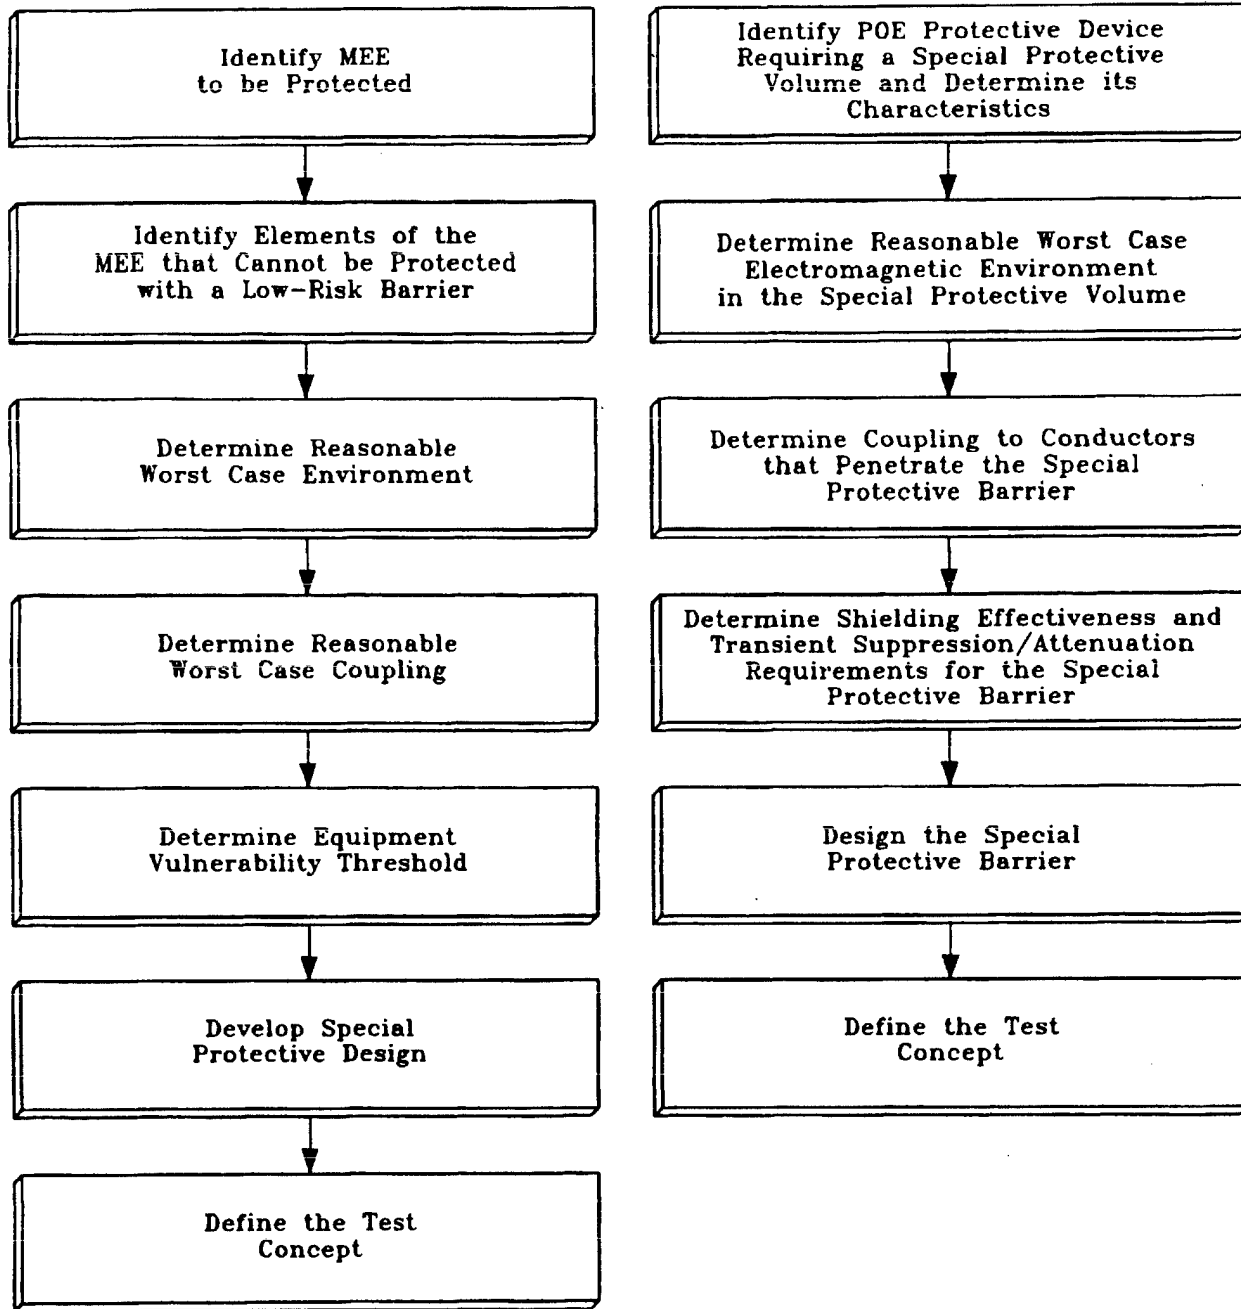 Identify MEE
to be Protected
Identify Elements of the
MEE that Cannot be Protected
with a Low-Risk Barrier
Determine Reasonable
Worst Case Environment
Determine Reasonable
Worst Case Coupling
Determine Equipment
Vulnerability Threshold
Develop Special
Protective Design
Define the Test
Concept
Identify POE Protective Device
Requiring a Special Protective
Volume and Determine its
Characteristics
Determine Reasonable Worst Case
Electromagnetic Environment
in the Special Protective Volume
Determine Coupling to Conductors
that Penetrate the Special
Protective Barrier
Determine Shielding Effectiveness and
Transient Suppression/Attenuation
Requirements for the Special
Protective Barrier
Design the Special
Protective Barrier
Define the Test
Concept